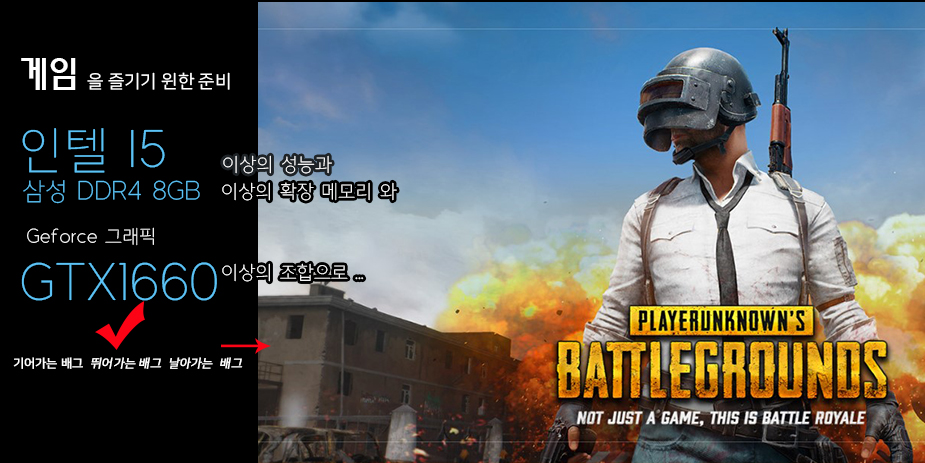 게임 을 즐기기 위한 준비
인텔 I5 이상의 성능과
삼성 DDR4 8GB 이상의 확장 메모리 와
Geforce 그래픽
GTX1660 이상의 조합으로 ...
기어가는 배그 뛰어가는 배그 날아가는 배그
PLAYERUNKNOWN'S
BATTLEGROUNDS
NOT JUST A GAME, THIS IS BATTLE ROYALE